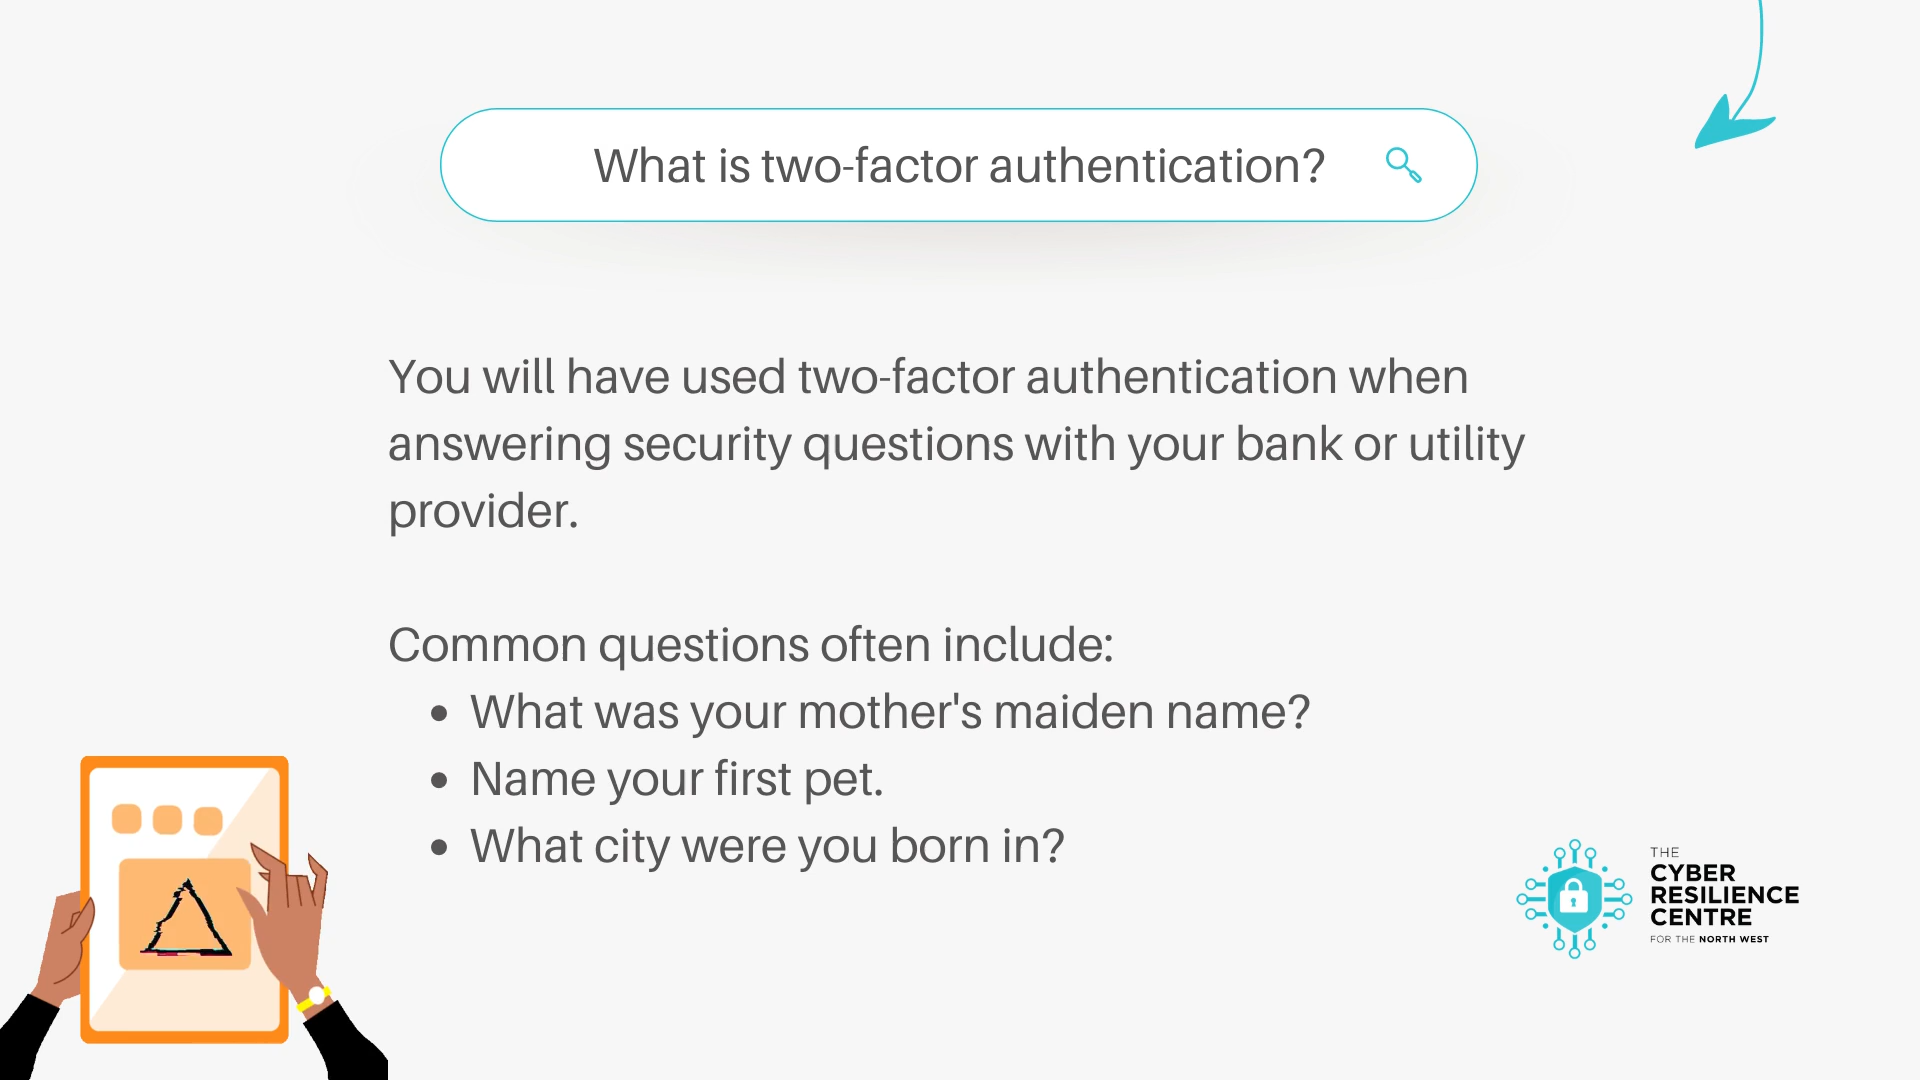 What is two-factor authentication?
You will have used two-factor authentication when
answering security questions with your bank or utility
provider.
Common questions often include:
• What was your mother's maiden name?
• Name your first pet.
• What city were you born in?
THE
CYBER
RESILIENCE
CENTRE
FOR THE NORTH WEST